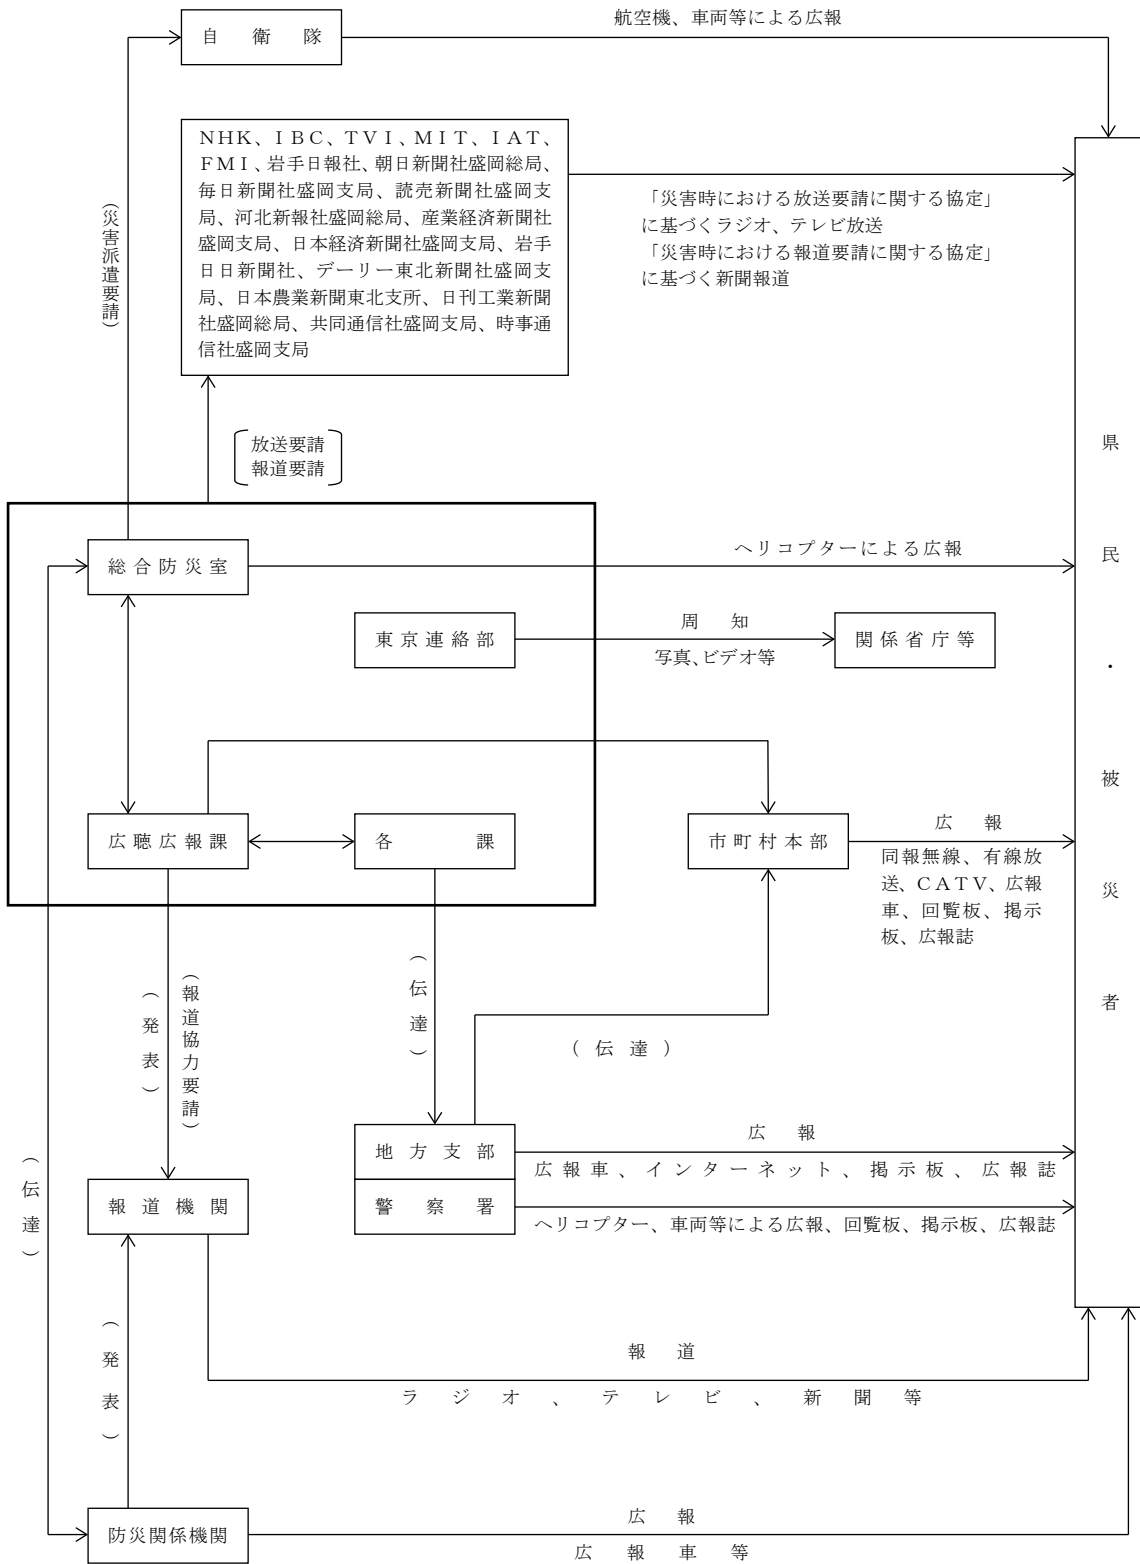 航空機、車両等による広報
自衛隊
NHK、ＩＢＣ、ＴＶＩ、ＭＩＴ、ＩＡＴ、
ＦＭＩ、岩手日報社、朝日新聞社盛岡総局、
毎日新聞社盛岡支局、読売新聞社盛岡支
局、河北新報社盛岡総局、産業経済新聞社
盛岡支局、日本経済新聞社盛岡支局、岩手
日日新聞社、デーリー東北新聞社盛岡支
局、日本農業新聞東北支所、日刊工業新聞
社盛岡総局、共同通信社盛岡支局、時事通
信社盛岡支局
「災害時における放送要請に関する協定」
に基づくラジオ、テレビ放送
「災害時における報道要請に関する協定」
に基づく新聞報道
（災害派遣要請）
放送要請
報道要請
県民・被災者
総合防災室
ヘリコプターによる広報
東京連絡部
周知
写真、ビデオ等
関係省庁等
広聴広報課
各課
市町村本部
広報
同報無線、有線放
送、ＣＡＴＶ、広報
車、回覧板、掲示
板、広報誌
（発表）
（報道協力要請）
（伝達）
（伝達）
（伝達）
地方支部
広報
広報車、インターネット、掲示板、広報誌
報道機関
警察署
ヘリコプター、車両等による広報、回覧板、掲示板、広報誌
（発表）
報道
ラジオ、テレビ、新聞等
防災関係機関
広報
広報車等